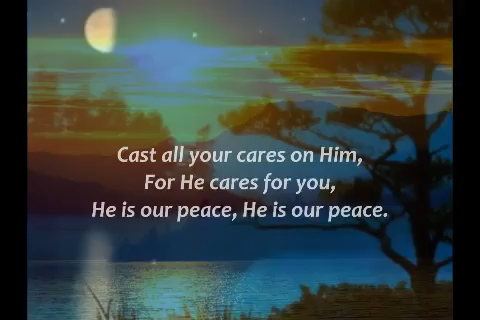 Cast all your cares on Him,
For He cares for you,
He is our peace, He is our peace.